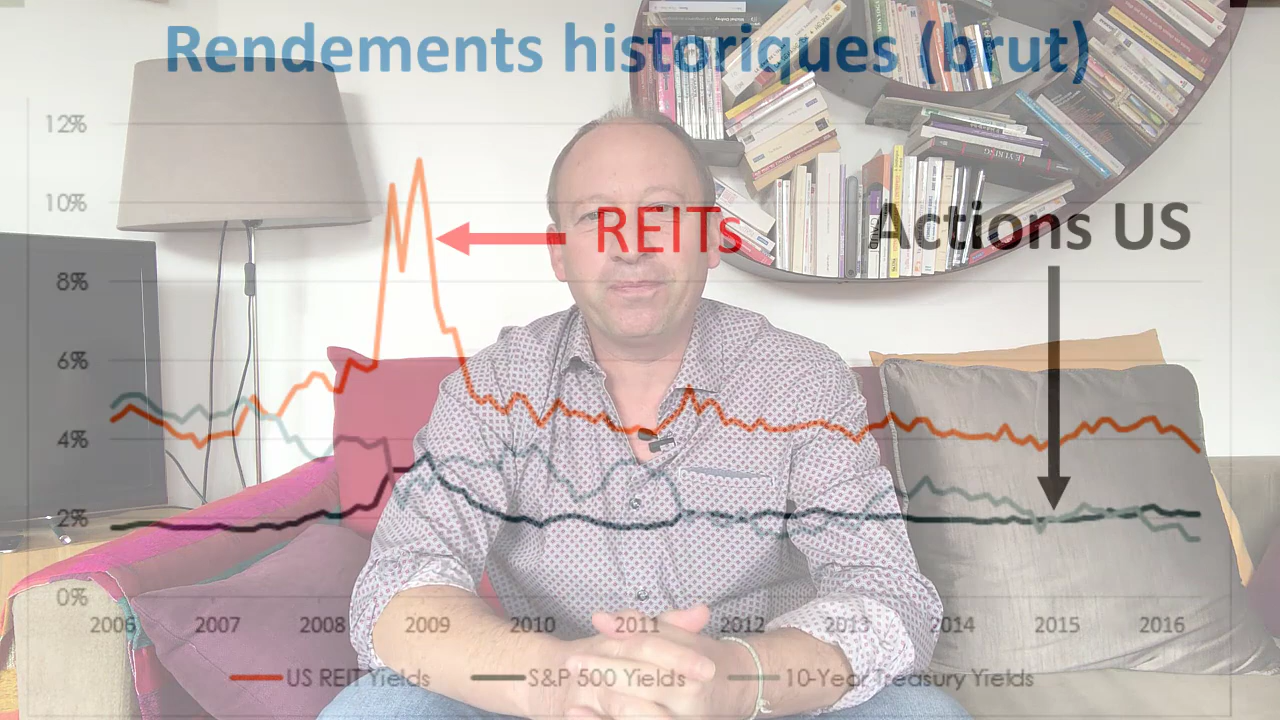 Rendements historiques (brut)
12%
10%
REITs
Actions US
8%
6%
4%
2%
0%
2006 2007 2008 2009 2010 2011 2012 2013 2014 2015 2016
US REIT Yields S&P 500 Yields 10-Year Treasury Yields